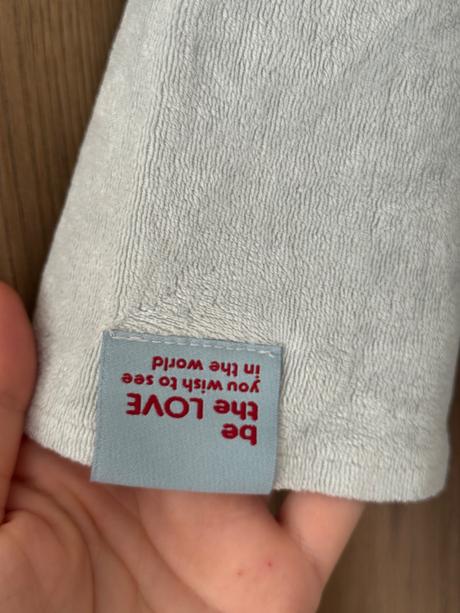 be
the LOVE
you wish to see
in the world